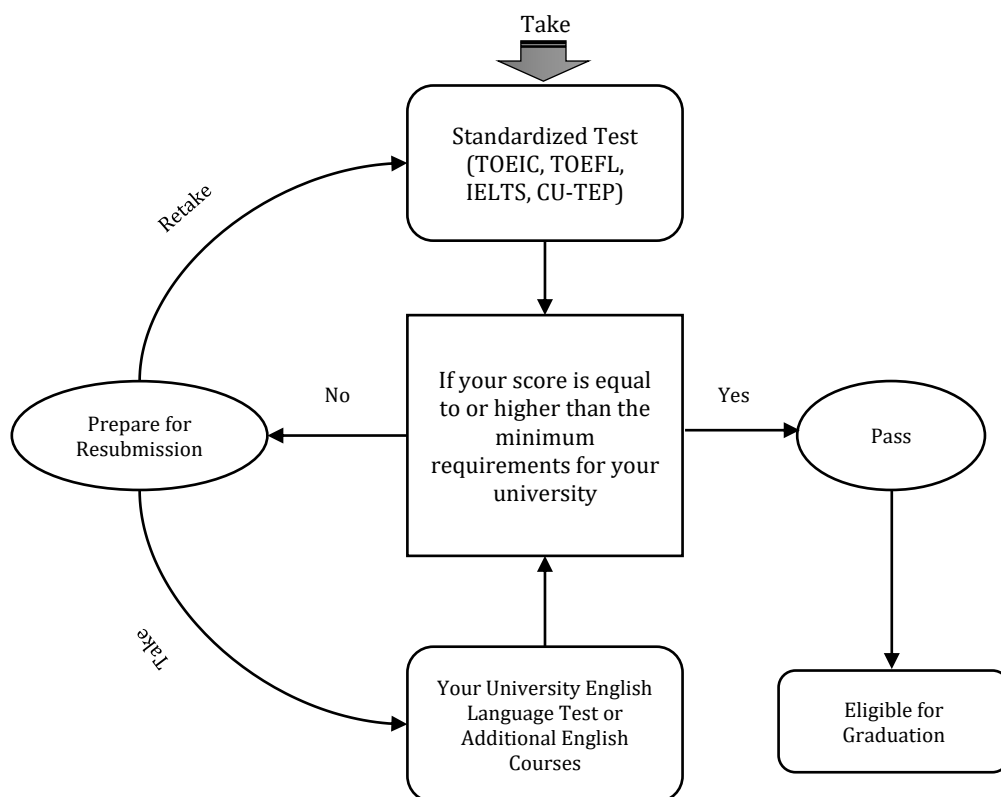 Take
Standardized Test
(TOEIC, TOEFL,
IELTS, CU-TEP)
Retake
If your score is equal
to or higher than the
minimum
requirements for your
university
No
Yes
Prepare for
Resubmission
Pass
Take
Your University English
Language Test or
Additional English
Courses
Eligible for
Graduation